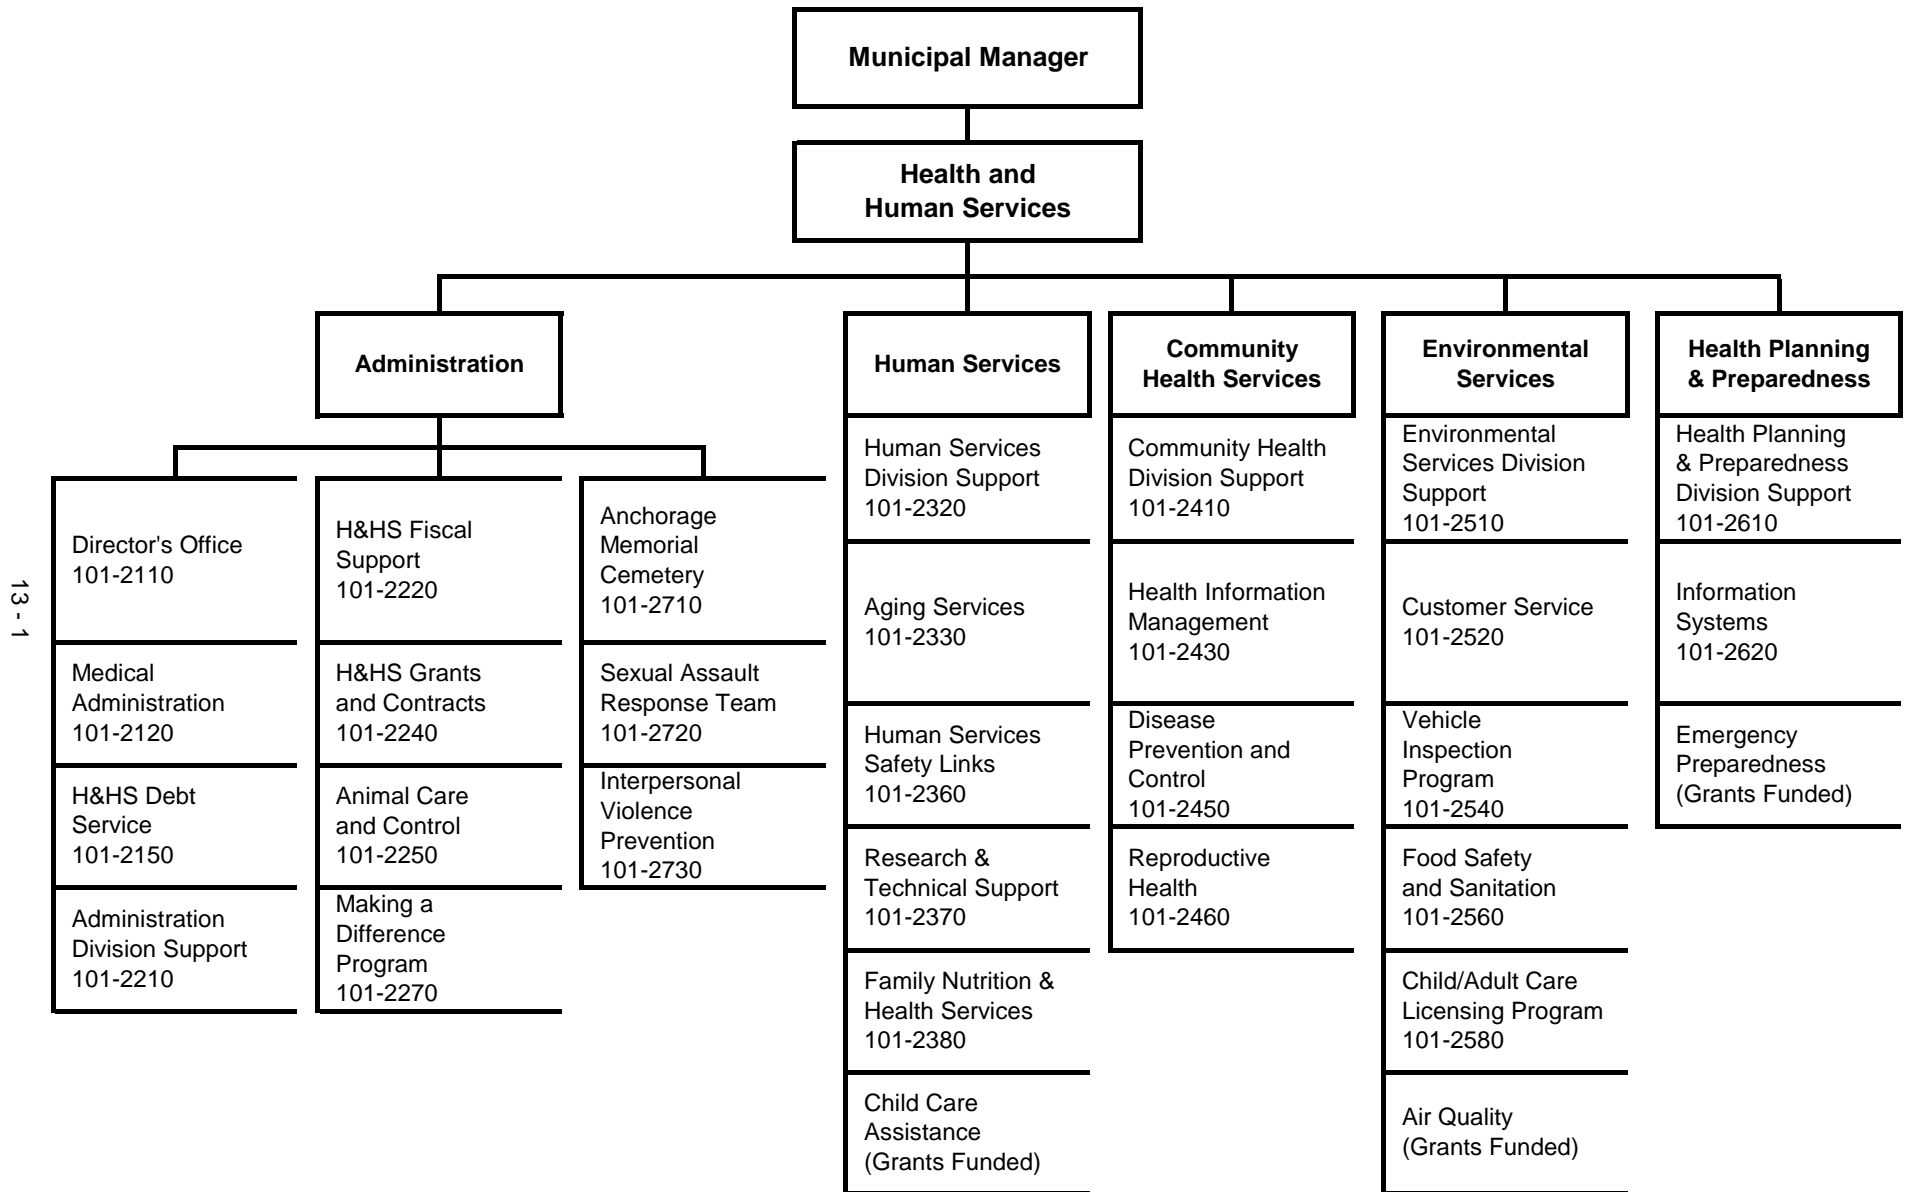 Municipal Manager
Health and
Human Services
Administration
Human Services
Community
Health Services
Environmental
Services
Health Planning
& Preparedness
Director's Office
101-2110
Medical
Administration
101-2120
H&HS Debt
Service
101-2150
Administration
Division Support
101-2210
H&HS Fiscal
Support
101-2220
H&HS Grants
and Contracts
101-2240
Animal Care
and Control
101-2250
Making a
Difference
Program
101-2270
Anchorage
Memorial
Cemetery
101-2710
Sexual Assault
Response Team
101-2720
Interpersonal
Violence
Prevention
101-2730
Human Services
Division Support
101-2320
Aging Services
101-2330
Human Services
Safety Links
101-2360
Research &
Technical Support
101-2370
Family Nutrition &
Health Services
101-2380
Child Care
Assistance
(Grants Funded)
Community Health
Division Support
101-2410
Health Information
Management
101-2430
Disease
Prevention and
Control
101-2450
Reproductive
Health
101-2460
Environmental
Services Division
Support
101-2510
Customer Service
101-2520
Vehicle
Inspection
Program
101-2540
Food Safety
and Sanitation
101-2560
Child/Adult Care
Licensing Program
101-2580
Air Quality
(Grants Funded)
Health Planning
& Preparedness
Division Support
101-2610
Information
Systems
101-2620
Emergency
Preparedness
(Grants Funded)
13 - 1